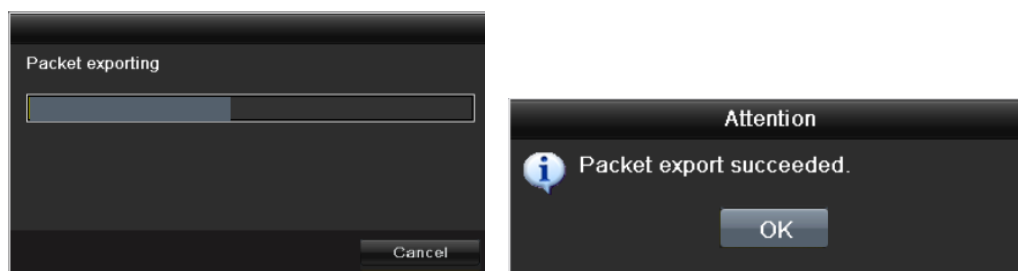 Packet exporting
Cancel
Attention
Packet export succeeded.
OK